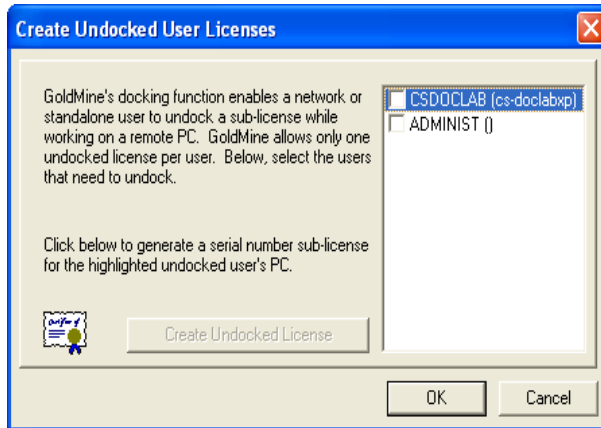 Create Undocked User Licenses
GoldMine's docking function enables a network or
standalone user to undock a sub-license while
working on a remote PC. GoldMine allows only one
undocked license per user. Below, select the users
that need to undock.
Click below to generate a serial number sub-license
for the highlighted undocked user's PC.
Create Undocked License
CSDOCLAB (cs-doclabxp)
ADMINIST ()
OK
Cancel